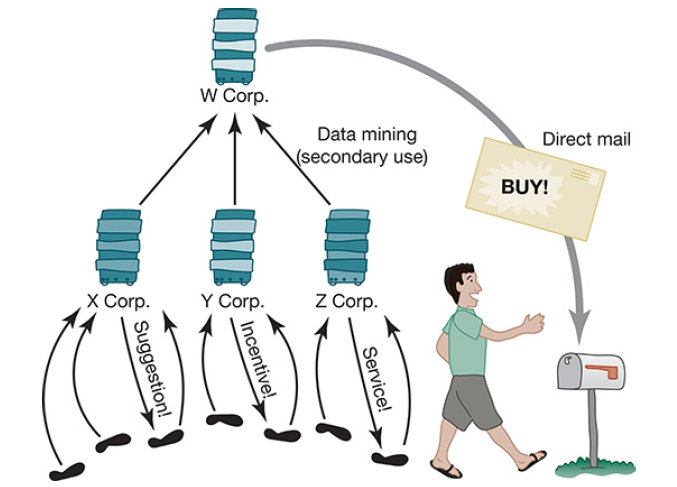 W Corp.
Data mining
(secondary use)
Direct mail
BUY!
X Corp.
Y Corp.
Z Corp.
Suggestion!
Incentive!
Service!